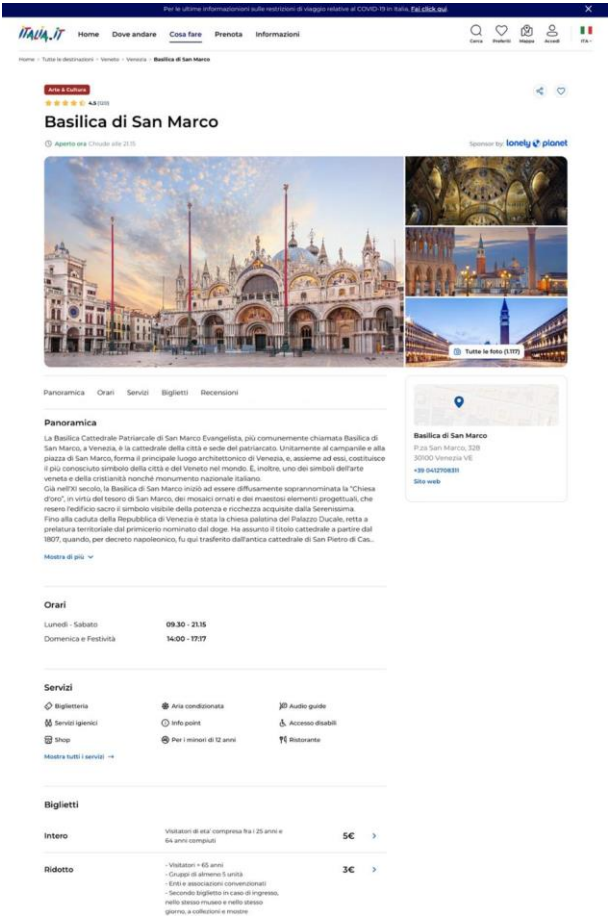 Per le ultime informazionioni sulle restrizioni di viaggio relative al COVID-19 in Italia, Fai click qui.
ITALIA.IT Home Dove andare Cosa fare Prenota Informazioni
Cerca Preferiti Mappa Accedi ITA
Home > Tutte le destinazioni > Veneto > Venezia > Basilica di San Marco
Arte & Cultura
4.5 (120)
Basilica di San Marco
Aperto ora Chiude alle 21.15
Sponsor by lonely planet
Tutte le foto (1.117)
Panoramica Orari Servizi Biglietti Recensioni
Basilica di San Marco
P.za San Marco, 328
30100 Venezia VE
+39 0412708311
Sito web
Panoramica
La Basilica Cattedrale Patriarcale di San Marco Evangelista, più comunemente chiamata Basilica di
San Marco, a Venezia, è la cattedrale della città e sede del patriarcato. Unitamente al campanile e alla
piazza di San Marco, forma il principale luogo architettonico di Venezia, e, assieme ad essi, costituisce
il più conosciuto simbolo della città e del Veneto nel mondo. È, inoltre, uno dei simboli dell'arte
veneta e della cristianità nonché monumento nazionale italiano.
Già nell'XI secolo, la Basilica di San Marco iniziò ad essere diffusamente soprannominata la "Chiesa
d'oro", in virtù del tesoro di San Marco, dei mosaici ornati e dei maestosi elementi progettuali, che
resero l'edificio sacro il simbolo visibile della potenza e ricchezza acquisite dalla Serenissima.
Fino alla caduta della Repubblica di Venezia è stata la chiesa palatina del Palazzo Ducale, retta a
prelatura territoriale dal primicerio nominato dal doge. Ha assunto il titolo cattedrale a partire dal
1807, quando, per decreto napoleonico, fu qui trasferito dall'antica cattedrale di San Pietro di Cas...
Mostra di più
Orari
Lunedì - Sabato 09.30 - 21.15
Domenica e Festività 14:00 - 17:17
Servizi
Biglietteria Aria condizionata Audio guide
Servizi igienici Info point Accesso disabili
Shop Per i minori di 12 anni Ristorante
Mostra tutti i servizi →
Biglietti
Intero Visitatori di eta' compresa fra i 25 anni e 5€
64 anni compiuti
Ridotto - Visitatori > 65 anni 3€
- Gruppi di almeno 5 unità
- Enti e associazioni convenzionati
- Secondo biglietto in caso di ingresso,
nello stesso museo e nello stesso
giorno, a collezioni e mostre